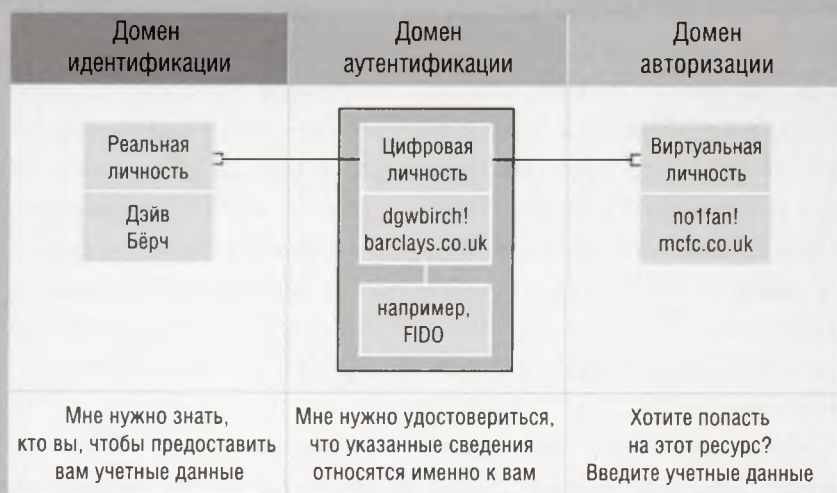 Домен
идентификации
Домен
аутентификации
Домен
авторизации
Реальная
личность
Дэйв
Бёрч
Цифровая
личность
dgwbirch!
barclays.co.uk
например,
FIDO
Виртуальная
личность
no1fan!
mcfc.co.uk
Мне нужно знать,
кто вы, чтобы предоставить
вам учетные данные
Мне нужно удостовериться,
что указанные сведения
относятся именно к вам
Хотите попасть
на этот ресурс?
Введите учетные данные